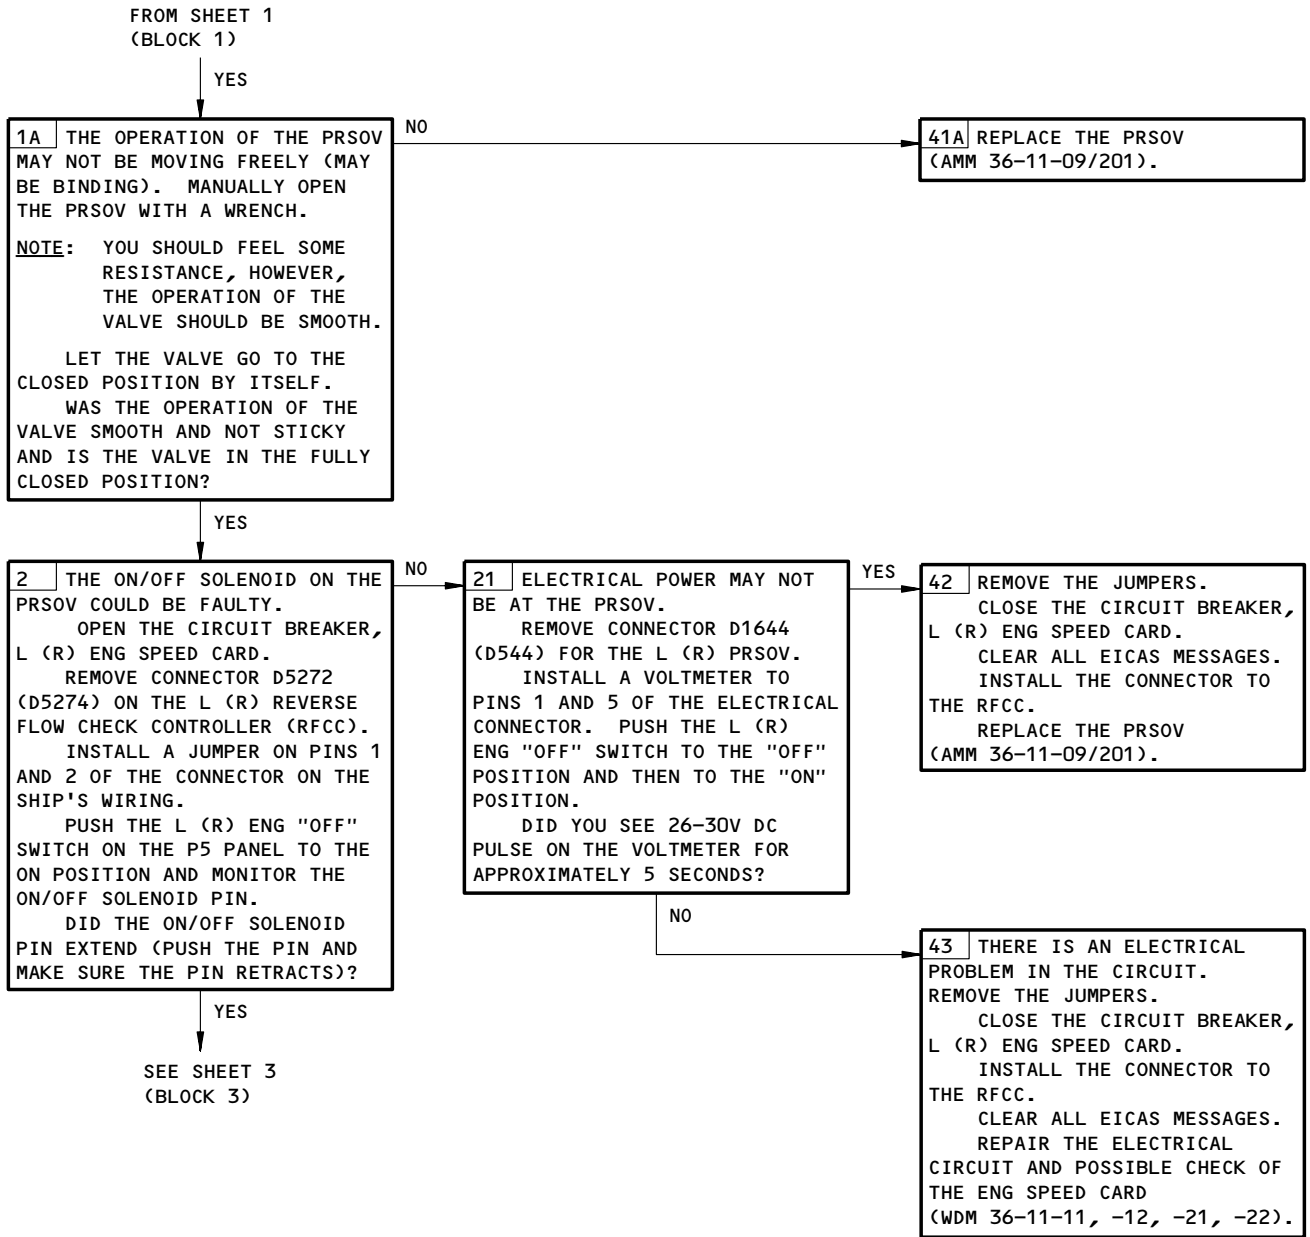 FROM SHEET 1
(BLOCK 1)
YES
1A THE OPERATION OF THE PRSOV
MAY NOT BE MOVING FREELY (MAY
BE BINDING). MANUALLY OPEN
THE PRSOV WITH A WRENCH.
NOTE: YOU SHOULD FEEL SOME
RESISTANCE, HOWEVER,
THE OPERATION OF THE
VALVE SHOULD BE SMOOTH.
LET THE VALVE GO TO THE
CLOSED POSITION BY ITSELF.
WAS THE OPERATION OF THE
VALVE SMOOTH AND NOT STICKY
AND IS THE VALVE IN THE FULLY
CLOSED POSITION?
NO
41A REPLACE THE PRSOV
(AMM 36-11-09/201).
YES
2 THE ON/OFF SOLENOID ON THE
PRSOV COULD BE FAULTY.
OPEN THE CIRCUIT BREAKER,
L (R) ENG SPEED CARD.
REMOVE CONNECTOR D5272
(D5274) ON THE L (R) REVERSE
FLOW CHECK CONTROLLER (RFCC).
INSTALL A JUMPER ON PINS 1
AND 2 OF THE CONNECTOR ON THE
SHIP'S WIRING.
PUSH THE L (R) ENG "OFF"
SWITCH ON THE P5 PANEL TO THE
ON POSITION AND MONITOR THE
ON/OFF SOLENOID PIN.
DID THE ON/OFF SOLENOID
PIN EXTEND (PUSH THE PIN AND
MAKE SURE THE PIN RETRACTS)?
NO
21 ELECTRICAL POWER MAY NOT
BE AT THE PRSOV.
REMOVE CONNECTOR D1644
(D544) FOR THE L (R) PRSOV.
INSTALL A VOLTMETER TO
PINS 1 AND 5 OF THE ELECTRICAL
CONNECTOR. PUSH THE L (R)
ENG "OFF" SWITCH TO THE "OFF"
POSITION AND THEN TO THE "ON"
POSITION.
DID YOU SEE 26-30V DC
PULSE ON THE VOLTMETER FOR
APPROXIMATELY 5 SECONDS?
YES
42 REMOVE THE JUMPERS.
CLOSE THE CIRCUIT BREAKER,
L (R) ENG SPEED CARD.
CLEAR ALL EICAS MESSAGES.
INSTALL THE CONNECTOR TO
THE RFCC.
REPLACE THE PRSOV
(AMM 36-11-09/201).
NO
43 THERE IS AN ELECTRICAL
PROBLEM IN THE CIRCUIT.
REMOVE THE JUMPERS.
CLOSE THE CIRCUIT BREAKER,
L (R) ENG SPEED CARD.
INSTALL THE CONNECTOR TO
THE RFCC.
CLEAR ALL EICAS MESSAGES.
REPAIR THE ELECTRICAL
CIRCUIT AND POSSIBLE CHECK OF
THE ENG SPEED CARD
(WDM 36-11-11, -12, -21, -22).
YES
SEE SHEET 3
(BLOCK 3)